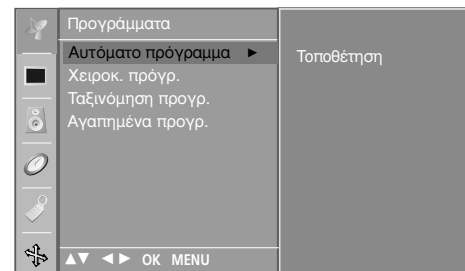 Προγράμματα
Αυτόματο πρόγραμμα ►
Τοποθέτηση
Χειροκ. πρόγρ.
Ταξινόμηση προγρ.
Αγαπημένα προγρ.
▲▼ ◄► OK MENU